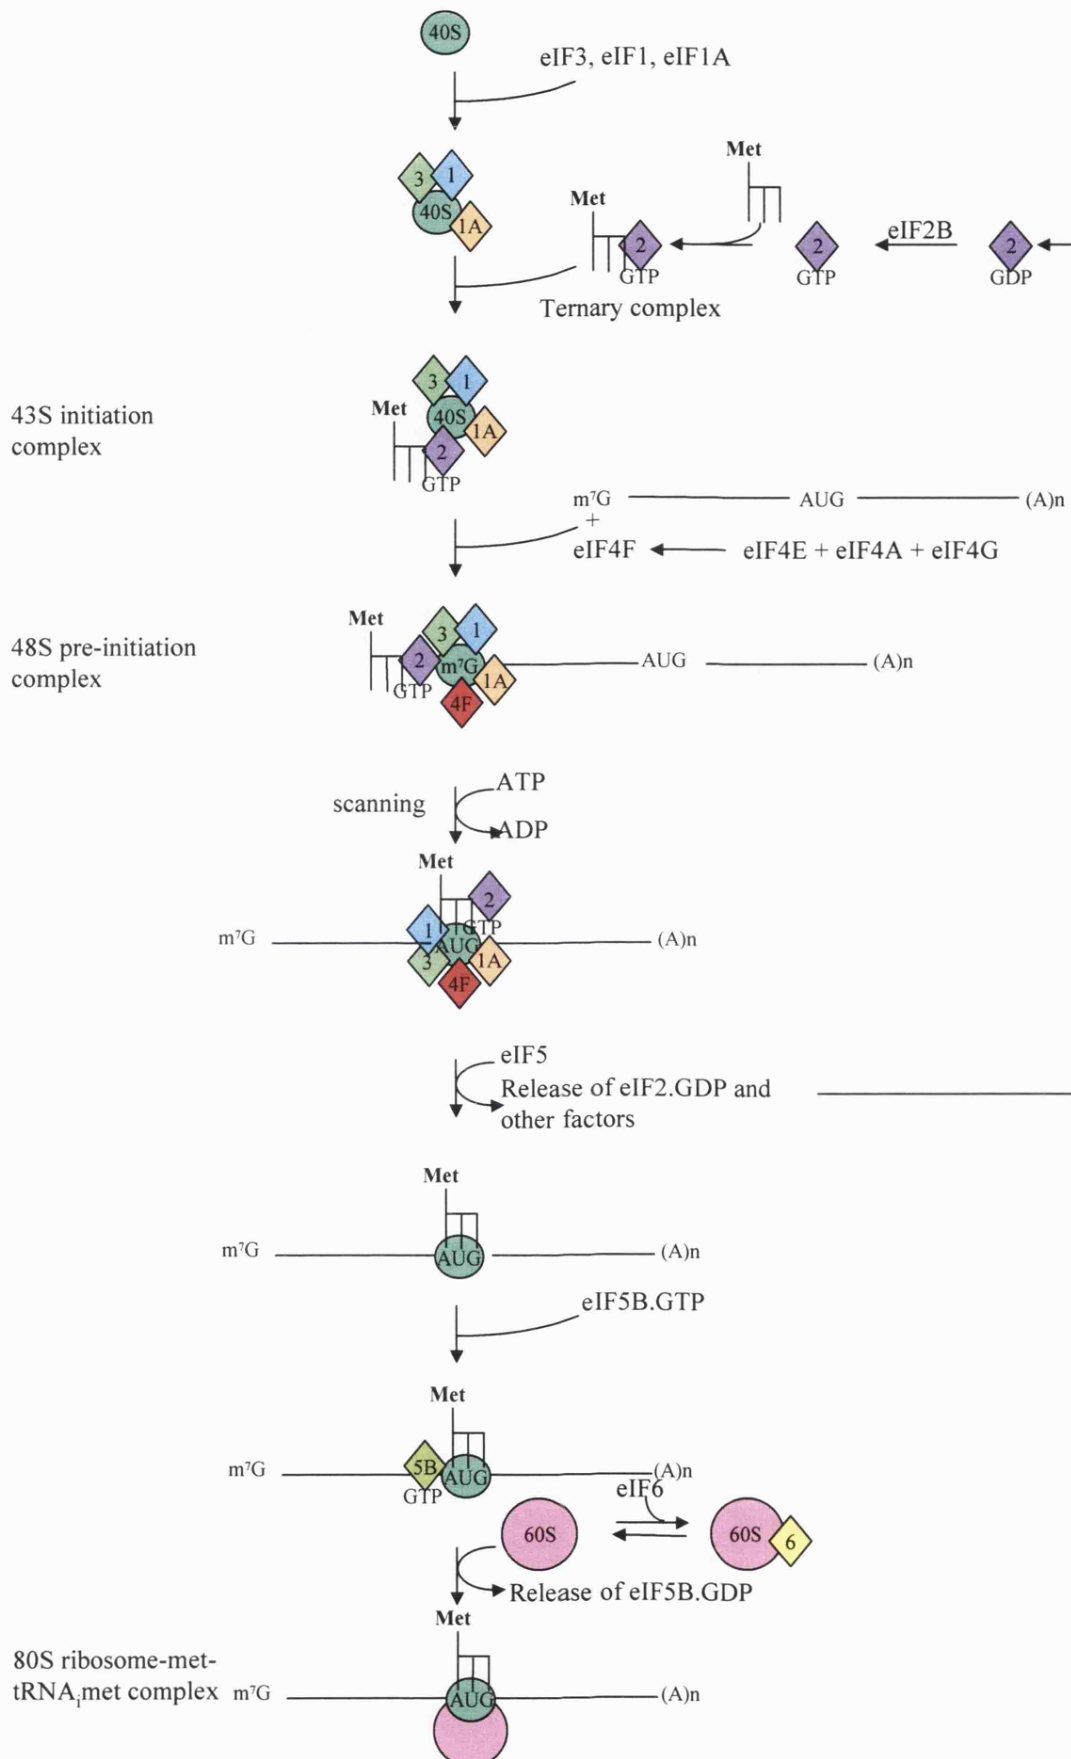 40S
eIF3, eIF1, eIF1A
3
1
40S
1A
Met
Met
2
GTP
2
GTP
eIF2B
2
GDP
Ternary complex
43S initiation
complex
3
1
Met
40S
1A
2
GTP
m⁷G
AUG
(A)n
+
eIF4F
eIF4E + eIF4A + eIF4G
48S pre-initiation
complex
Met
3
1
2
m⁷G
1A
GTP
4F
AUG
(A)n
scanning
ATP
ADP
Met
2
GTP
1
m⁷G
AUG
(A)n
3
1A
4F
eIF5
Release of eIF2.GDP and
other factors
Met
m⁷G
AUG
(A)n
eIF5B.GTP
Met
m⁷G
5B
GTP
AUG
(A)n
eIF6
60S
60S
6
Release of eIF5B.GDP
Met
80S ribosome-met-
tRNAᵢmet complex
m⁷G
AUG
(A)n